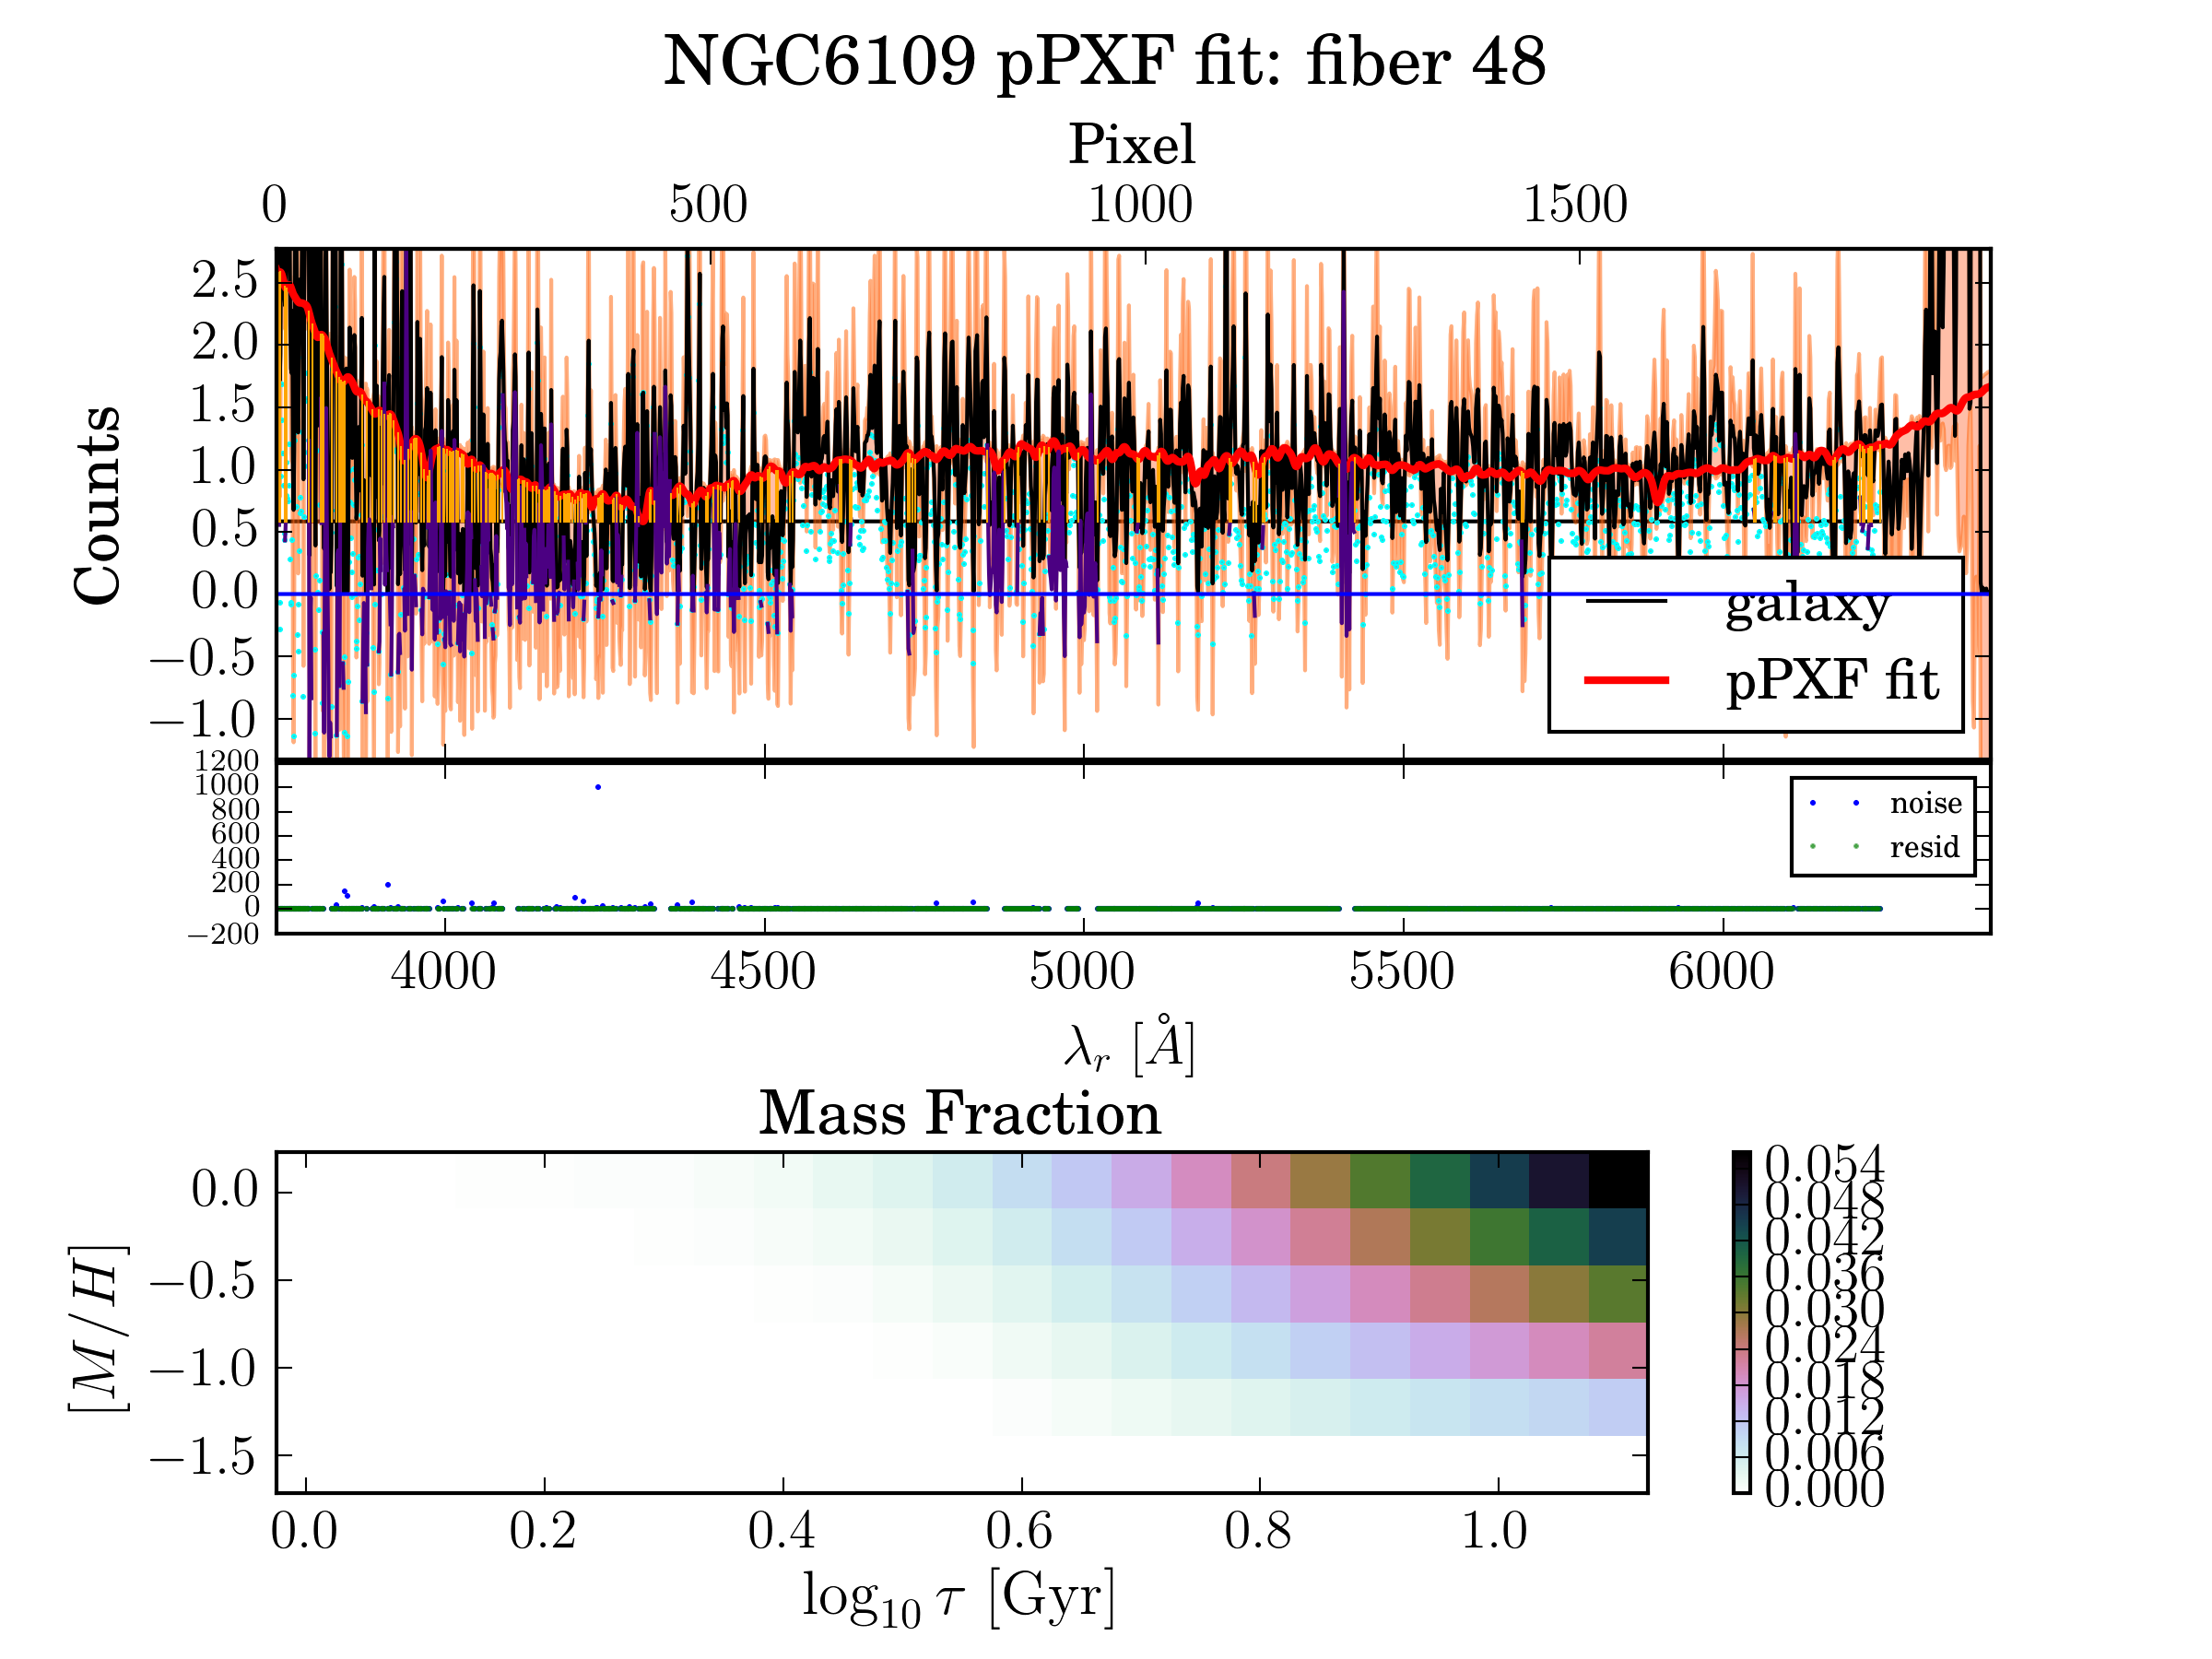 NGC6109 pPXF fit: fiber 48
Pixel
0 500 1000 1500
Counts
2.5
2.0
1.5
1.0
0.5
0.0
−0.5
−1.0
galaxy
pPXF fit
1200
1000
800
600
400
200
0
−200
noise
resid
4000 4500 5000 5500 6000
λr [Å]
Mass Fraction
[M/H]
0.0
−0.5
−1.0
−1.5
0.054
0.048
0.042
0.036
0.030
0.024
0.018
0.012
0.006
0.000
0.0 0.2 0.4 0.6 0.8 1.0
log10 τ [Gyr]